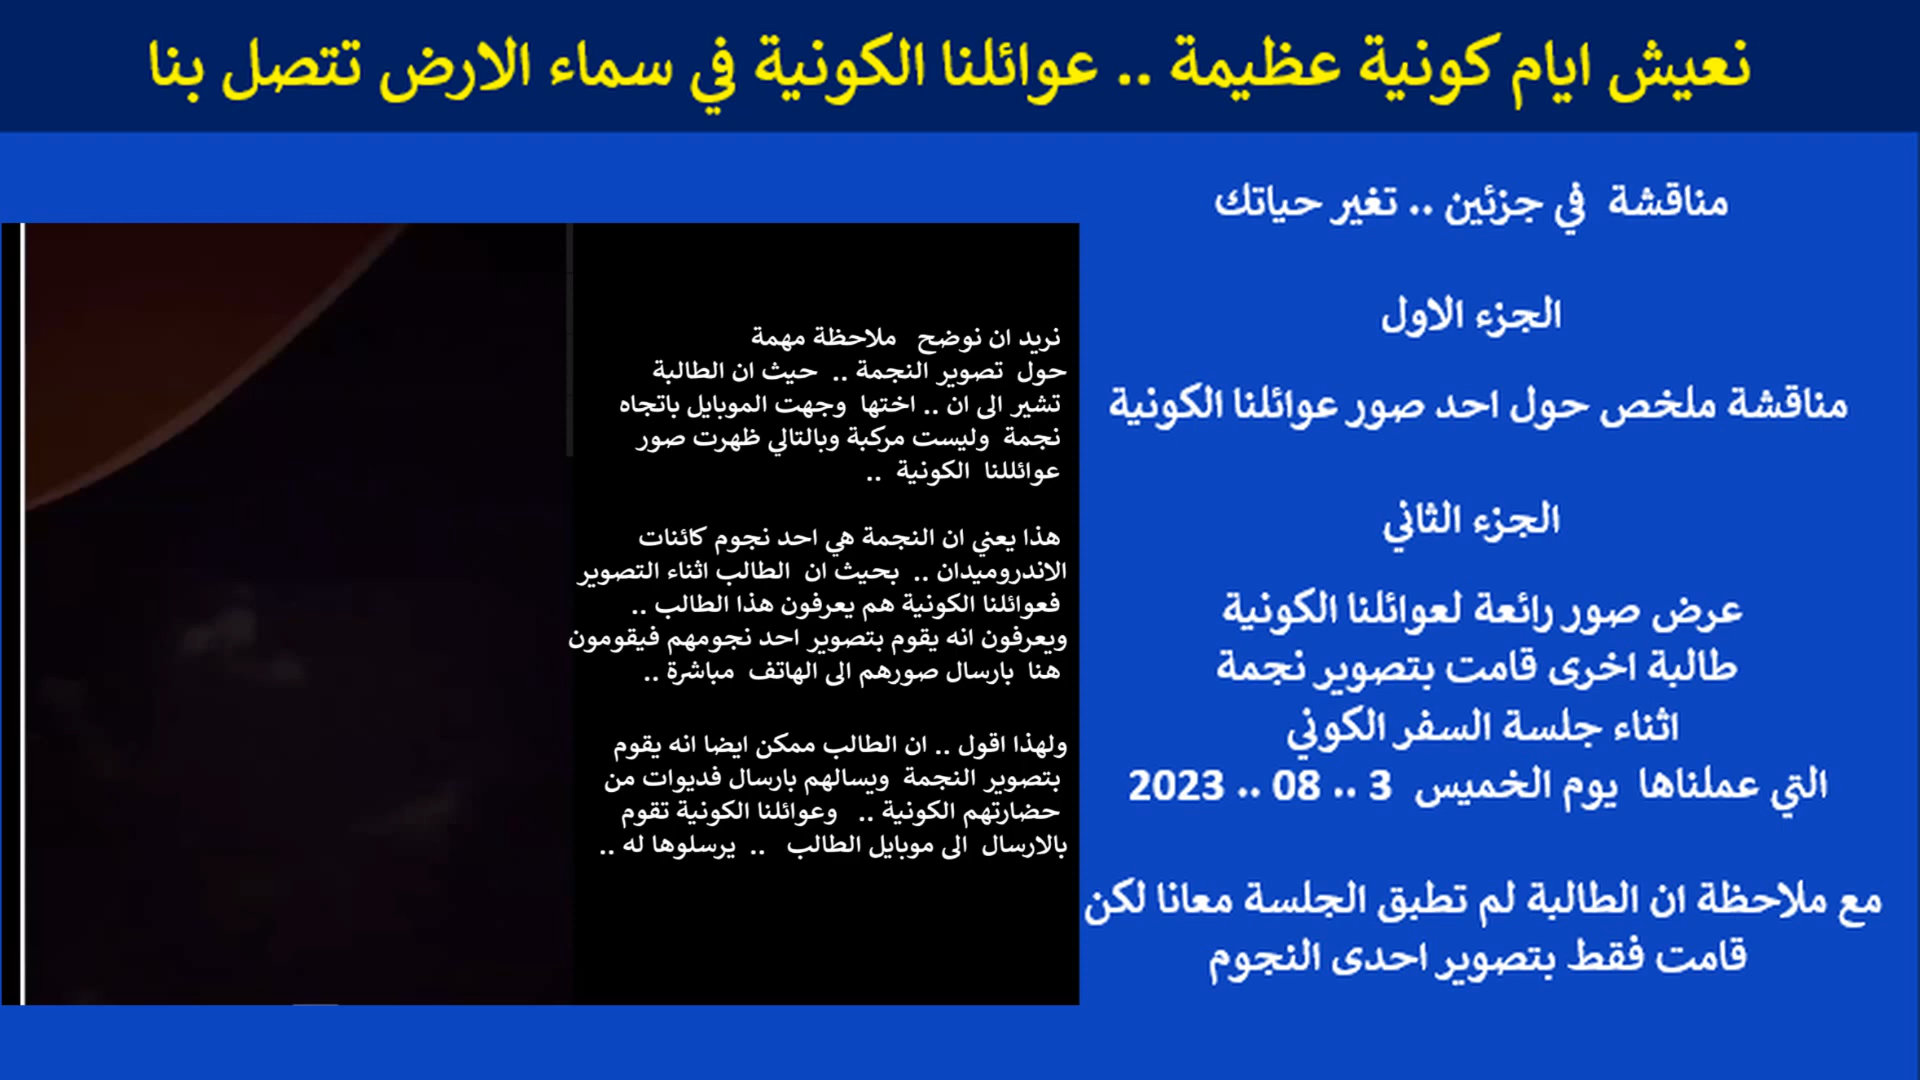 نعيش ايام كونية عظيمة .. عوائلنا الكونية في سماء الارض تتصل بنا
مناقشة في جزئين .. تغير حياتك
الجزء الاول
مناقشة ملخص حول احد صور عوائلنا الكونية
الجزء الثاني
عرض صور رائعة لعوائلنا الكونية
طالبة اخرى قامت بتصوير نجمة
اثناء جلسة السفر الكوني
التي عملناها يوم الخميس 3 .. 08 .. 2023
مع ملاحظة ان الطالبة لم تطبق الجلسة معانا لكن
قامت فقط بتصوير احدى النجوم
نريد ان نوضح ملاحظة مهمة
حول تصوير النجمة .. حيث ان الطالبة
تشير الى ان .. اختها وجهت الموبايل باتجاه
نجمة وليست مركبة وبالتالي ظهرت صور
عوائللنا الكونية ..
هذا يعني ان النجمة هي احد نجوم كائنات
الاندروميدان .. بحيث ان الطالب اثناء التصوير
فعوائلنا الكونية هم يعرفون هذا الطالب ..
ويعرفون انه يقوم بتصوير احد نجومهم فيقومون
هنا بارسال صورهم الى الهاتف مباشرة ..
ولهذا اقول .. ان الطالب ممكن ايضا انه يقوم
بتصوير النجمة ويسالهم بارسال فديوات من
حضارتهم الكونية .. وعوائلنا الكونية تقوم
بالارسال الى موبايل الطالب .. يرسلوها له ..